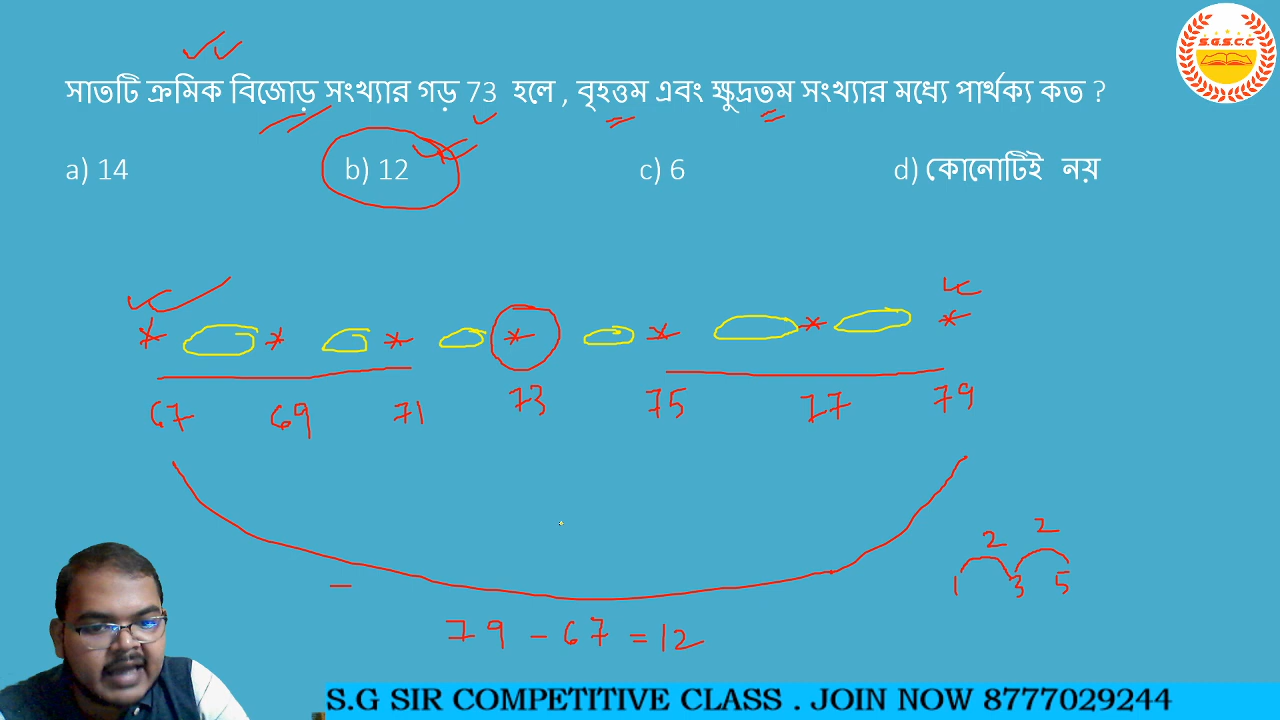 S.G.S.C.C
সাতটি ক্রমিক বিজোড় সংখ্যার গড় 73 হলে , বৃহত্তম এবং ক্ষুদ্রতম সংখ্যার মধ্যে পার্থক্য কত ?
a) 14 b) 12 c) 6 d) কোনোটিই নয়
67 69 71 73 75 77 79
2 2
1 3 5
79 - 67 = 12
S.G SIR COMPETITIVE CLASS . JOIN NOW 8777029244